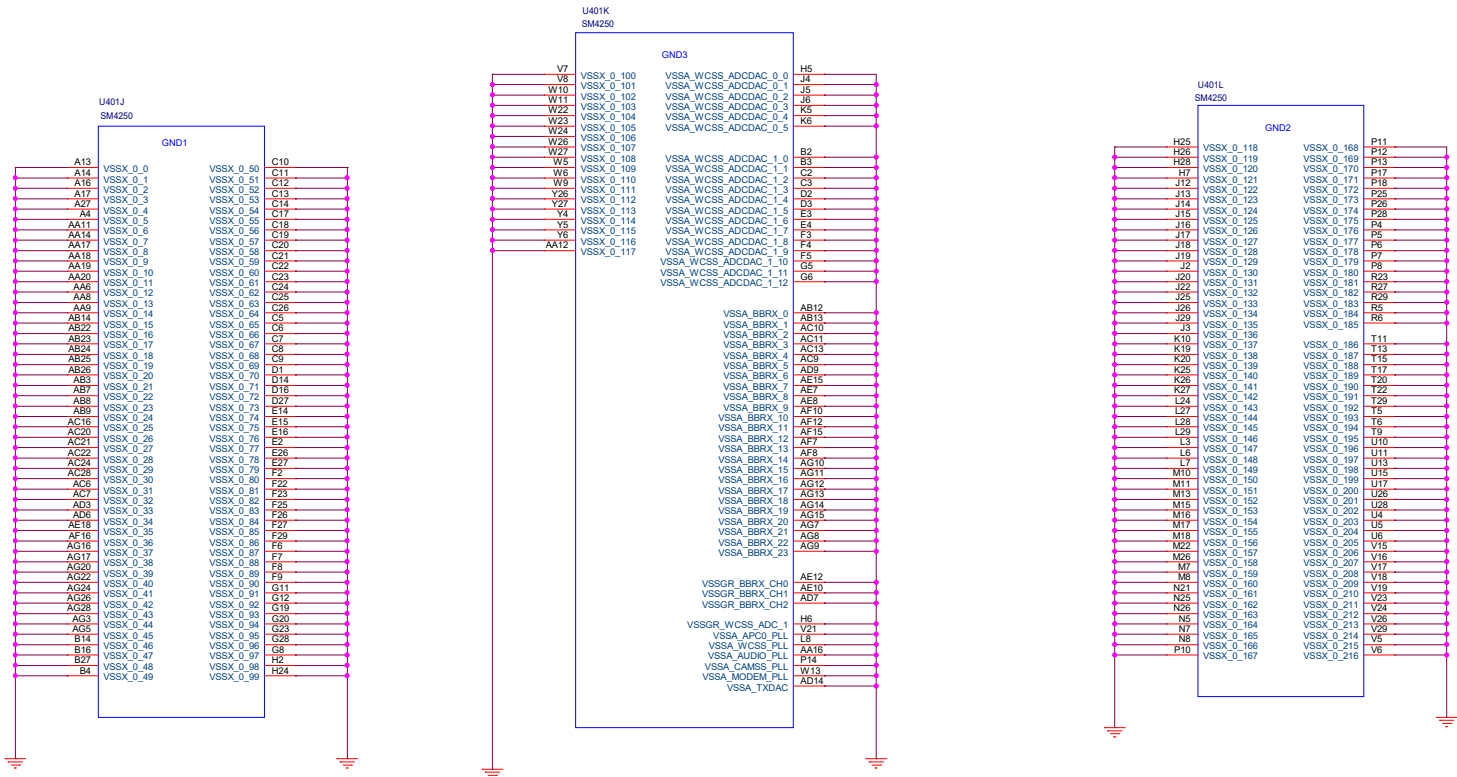 U401J
SM4250
GND1
A13 VSSX_0_0 VSSX_0_50 C10
A14 VSSX_0_1 VSSX_0_51 C11
A16 VSSX_0_2 VSSX_0_52 C12
A17 VSSX_0_3 VSSX_0_53 C13
A27 VSSX_0_4 VSSX_0_54 C14
A4 VSSX_0_5 VSSX_0_55 C17
AA11 VSSX_0_6 VSSX_0_56 C18
AA14 VSSX_0_7 VSSX_0_57 C19
AA17 VSSX_0_8 VSSX_0_58 C20
AA18 VSSX_0_9 VSSX_0_59 C21
AA19 VSSX_0_10 VSSX_0_60 C22
AA20 VSSX_0_11 VSSX_0_61 C23
AA6 VSSX_0_12 VSSX_0_62 C24
AA8 VSSX_0_13 VSSX_0_63 C25
AA9 VSSX_0_14 VSSX_0_64 C26
AB14 VSSX_0_15 VSSX_0_65 C5
AB22 VSSX_0_16 VSSX_0_66 C6
AB23 VSSX_0_17 VSSX_0_67 C7
AB24 VSSX_0_18 VSSX_0_68 C8
AB25 VSSX_0_19 VSSX_0_69 C9
AB26 VSSX_0_20 VSSX_0_70 D1
AB3 VSSX_0_21 VSSX_0_71 D14
AB7 VSSX_0_22 VSSX_0_72 D16
AB8 VSSX_0_23 VSSX_0_73 D27
AB9 VSSX_0_24 VSSX_0_74 E14
AC16 VSSX_0_25 VSSX_0_75 E15
AC20 VSSX_0_26 VSSX_0_76 E16
AC21 VSSX_0_27 VSSX_0_77 E2
AC22 VSSX_0_28 VSSX_0_78 E26
AC24 VSSX_0_29 VSSX_0_79 E27
AC28 VSSX_0_30 VSSX_0_80 F2
AC6 VSSX_0_31 VSSX_0_81 F22
AC7 VSSX_0_32 VSSX_0_82 F23
AD3 VSSX_0_33 VSSX_0_83 F25
AD6 VSSX_0_34 VSSX_0_84 F26
AE18 VSSX_0_35 VSSX_0_85 F27
AF16 VSSX_0_36 VSSX_0_86 F29
AG16 VSSX_0_37 VSSX_0_87 F6
AG17 VSSX_0_38 VSSX_0_88 F7
AG20 VSSX_0_39 VSSX_0_89 F8
AG22 VSSX_0_40 VSSX_0_90 F9
AG24 VSSX_0_41 VSSX_0_91 G11
AG26 VSSX_0_42 VSSX_0_92 G12
AG28 VSSX_0_43 VSSX_0_93 G19
AG3 VSSX_0_44 VSSX_0_94 G20
AG5 VSSX_0_45 VSSX_0_95 G23
B14 VSSX_0_46 VSSX_0_96 G28
B16 VSSX_0_47 VSSX_0_97 G8
B27 VSSX_0_48 VSSX_0_98 H2
B4 VSSX_0_49 VSSX_0_99 H24
U401K
SM4250
GND3
V7 VSSX_0_100 VSSA_WCSS_ADCDAC_0_0 H5
V8 VSSX_0_101 VSSA_WCSS_ADCDAC_0_1 J4
W10 VSSX_0_102 VSSA_WCSS_ADCDAC_0_2 J5
W11 VSSX_0_103 VSSA_WCSS_ADCDAC_0_3 J6
W22 VSSX_0_104 VSSA_WCSS_ADCDAC_0_4 K5
W23 VSSX_0_105 VSSA_WCSS_ADCDAC_0_5 K6
W24 VSSX_0_106
W26 VSSX_0_107
W27 VSSX_0_108 VSSA_WCSS_ADCDAC_1_0 B2
W5 VSSX_0_109 VSSA_WCSS_ADCDAC_1_1 B3
W6 VSSX_0_110 VSSA_WCSS_ADCDAC_1_2 C2
W9 VSSX_0_111 VSSA_WCSS_ADCDAC_1_3 C3
Y26 VSSX_0_112 VSSA_WCSS_ADCDAC_1_4 D2
Y27 VSSX_0_113 VSSA_WCSS_ADCDAC_1_5 D3
Y4 VSSX_0_114 VSSA_WCSS_ADCDAC_1_6 E3
Y5 VSSX_0_115 VSSA_WCSS_ADCDAC_1_7 E4
Y6 VSSX_0_116 VSSA_WCSS_ADCDAC_1_8 F3
AA12 VSSX_0_117 VSSA_WCSS_ADCDAC_1_9 F4
VSSA_WCSS_ADCDAC_1_10 F5
VSSA_WCSS_ADCDAC_1_11 G5
VSSA_WCSS_ADCDAC_1_12 G6
VSSA_BBRX_0 AB12
VSSA_BBRX_1 AB13
VSSA_BBRX_2 AC10
VSSA_BBRX_3 AC11
VSSA_BBRX_4 AC13
VSSA_BBRX_5 AC9
VSSA_BBRX_6 AD9
VSSA_BBRX_7 AE15
VSSA_BBRX_8 AE7
VSSA_BBRX_9 AE8
VSSA_BBRX_10 AF10
VSSA_BBRX_11 AF12
VSSA_BBRX_12 AF15
VSSA_BBRX_13 AF7
VSSA_BBRX_14 AF8
VSSA_BBRX_15 AG10
VSSA_BBRX_16 AG11
VSSA_BBRX_17 AG12
VSSA_BBRX_18 AG13
VSSA_BBRX_19 AG14
VSSA_BBRX_20 AG15
VSSA_BBRX_21 AG7
VSSA_BBRX_22 AG8
VSSA_BBRX_23 AG9
VSSGR_BBRX_CH0 AE12
VSSGR_BBRX_CH1 AE10
VSSGR_BBRX_CH2 AD7
VSSGR_WCSS_ADC_1 H6
VSSA_APC0_PLL V21
VSSA_WCSS_PLL L8
VSSA_AUDIO_PLL AA16
VSSA_CAMSS_PLL P14
VSSA_MODEM_PLL W13
VSSA_TXDAC AD14
U401L
SM4250
GND2
H25 VSSX_0_118 VSSX_0_168 P11
H26 VSSX_0_119 VSSX_0_169 P12
H28 VSSX_0_120 VSSX_0_170 P13
H7 VSSX_0_121 VSSX_0_171 P17
J12 VSSX_0_122 VSSX_0_172 P18
J13 VSSX_0_123 VSSX_0_173 P25
J14 VSSX_0_124 VSSX_0_174 P26
J15 VSSX_0_125 VSSX_0_175 P28
J16 VSSX_0_126 VSSX_0_176 P4
J17 VSSX_0_127 VSSX_0_177 P5
J18 VSSX_0_128 VSSX_0_178 P6
J19 VSSX_0_129 VSSX_0_179 P7
J2 VSSX_0_130 VSSX_0_180 P8
J20 VSSX_0_131 VSSX_0_181 R23
J22 VSSX_0_132 VSSX_0_182 R27
J25 VSSX_0_133 VSSX_0_183 R29
J26 VSSX_0_134 VSSX_0_184 R5
J29 VSSX_0_135 VSSX_0_185 R6
J3 VSSX_0_136
K10 VSSX_0_137 VSSX_0_186 T11
K19 VSSX_0_138 VSSX_0_187 T13
K20 VSSX_0_139 VSSX_0_188 T15
K25 VSSX_0_140 VSSX_0_189 T17
K26 VSSX_0_141 VSSX_0_190 T20
K27 VSSX_0_142 VSSX_0_191 T22
L24 VSSX_0_143 VSSX_0_192 T29
L27 VSSX_0_144 VSSX_0_193 T5
L28 VSSX_0_145 VSSX_0_194 T6
L29 VSSX_0_146 VSSX_0_195 T9
L3 VSSX_0_147 VSSX_0_196 U10
L6 VSSX_0_148 VSSX_0_197 U11
L7 VSSX_0_149 VSSX_0_198 U13
M10 VSSX_0_150 VSSX_0_199 U15
M11 VSSX_0_151 VSSX_0_200 U17
M13 VSSX_0_152 VSSX_0_201 U26
M15 VSSX_0_153 VSSX_0_202 U28
M16 VSSX_0_154 VSSX_0_203 U4
M17 VSSX_0_155 VSSX_0_204 U5
M18 VSSX_0_156 VSSX_0_205 U6
M22 VSSX_0_157 VSSX_0_206 V15
M26 VSSX_0_158 VSSX_0_207 V16
M7 VSSX_0_159 VSSX_0_208 V17
M8 VSSX_0_160 VSSX_0_209 V18
N21 VSSX_0_161 VSSX_0_210 V19
N25 VSSX_0_162 VSSX_0_211 V23
N26 VSSX_0_163 VSSX_0_212 V24
N5 VSSX_0_164 VSSX_0_213 V26
N7 VSSX_0_165 VSSX_0_214 V29
N8 VSSX_0_166 VSSX_0_215 V5
P10 VSSX_0_167 VSSX_0_216 V6